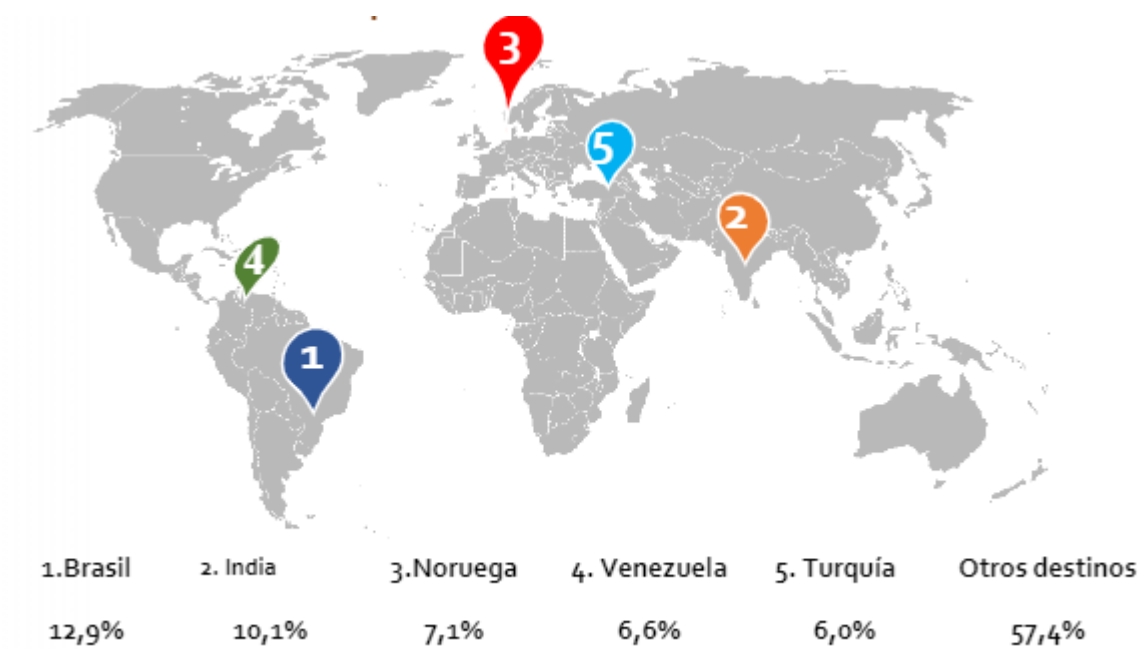 3
5
2
4
1
1.Brasil 2. India 3.Noruega 4. Venezuela 5. Turquía Otros destinos
12,9% 10,1% 7,1% 6,6% 6,0% 57,4%